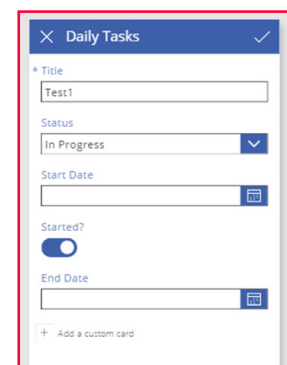 Daily Tasks
* Title
Test1
Status
In Progress
Start Date
Started?
End Date
+ Add a custom card